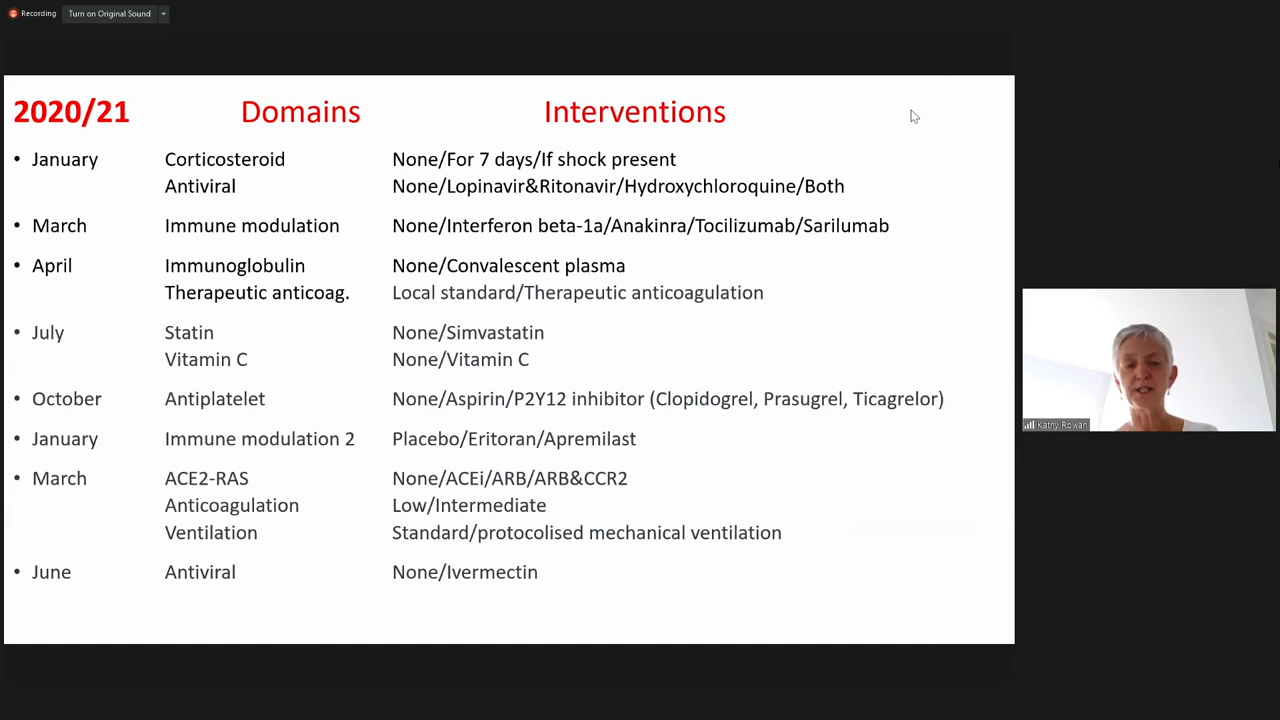 Recording Turn on Original Sound
2020/21 Domains Interventions
• January Corticosteroid None/For 7 days/If shock present
Antiviral None/Lopinavir&Ritonavir/Hydroxychloroquine/Both
• March Immune modulation None/Interferon beta-1a/Anakinra/Tocilizumab/Sarilumab
• April Immunoglobulin None/Convalescent plasma
Therapeutic anticoag. Local standard/Therapeutic anticoagulation
• July Statin None/Simvastatin
Vitamin C None/Vitamin C
• October Antiplatelet None/Aspirin/P2Y12 inhibitor (Clopidogrel, Prasugrel, Ticagrelor)
• January Immune modulation 2 Placebo/Eritoran/Apremilast
• March ACE2-RAS None/ACEi/ARB/ARB&CCR2
Anticoagulation Low/Intermediate
Ventilation Standard/protocolised mechanical ventilation
• June Antiviral None/Ivermectin
Kathy Rowan